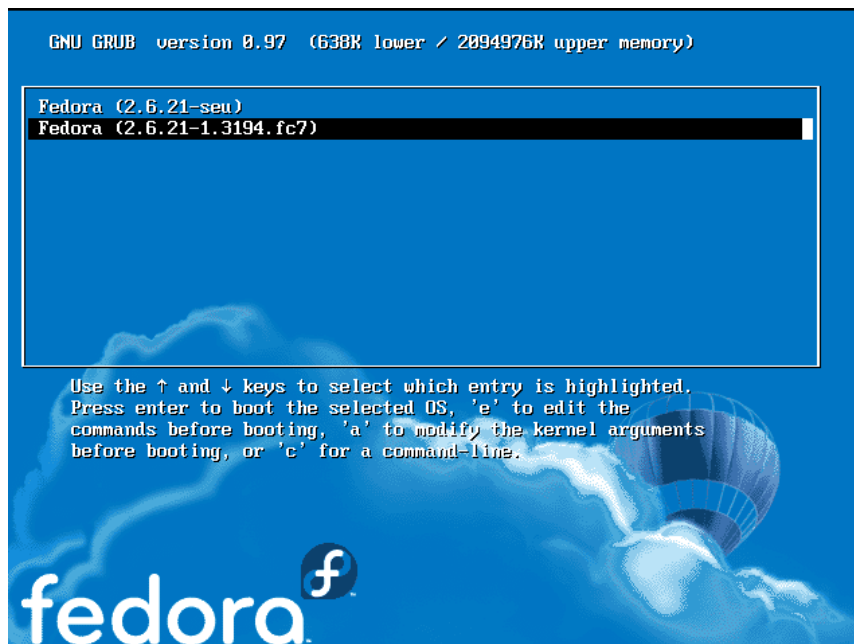 GNU GRUB version 0.97 (638K lower / 2094976K upper memory)
Fedora (2.6.21-seu)
Fedora (2.6.21-1.3194.fc7)
Use the ↑ and ↓ keys to select which entry is highlighted.
Press enter to boot the selected OS, 'e' to edit the
commands before booting, 'a' to modify the kernel arguments
before booting, or 'c' for a command-line.
fedora